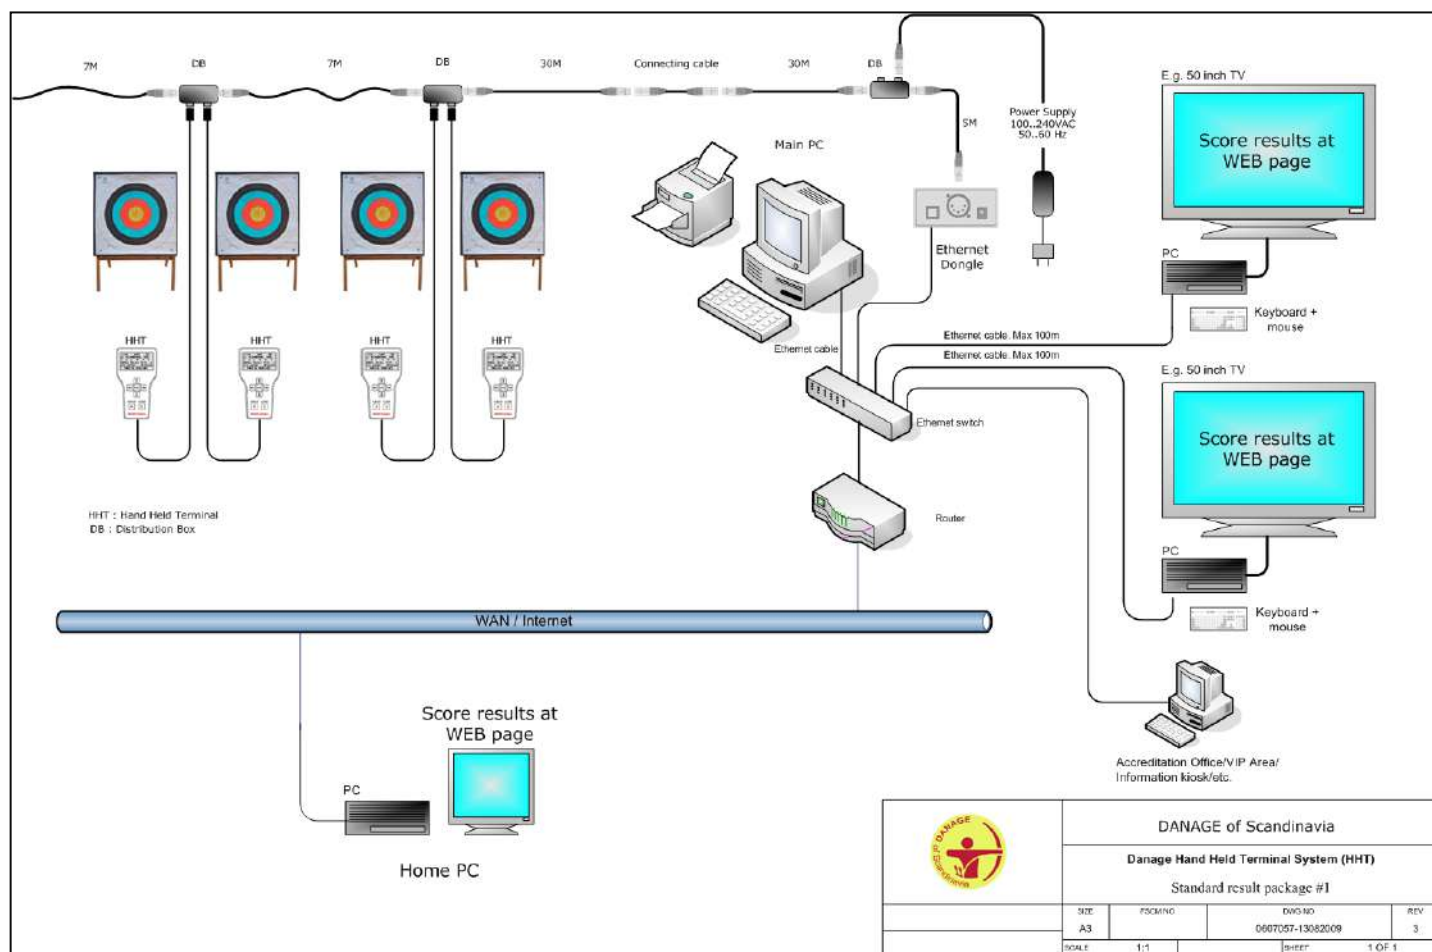 7M
DB
7M
DB
30M
Connecting cable
30M
DB
5M
Power Supply
100..240VAC
50..60 Hz
E.g. 50 inch TV
Score results at
WEB page
Main PC
Ethernet
Dongle
PC
Keyboard +
mouse
HHT
HHT
HHT
HHT
Ethernet cable
Ethernet cable. Max 100m
Ethernet cable. Max 100m
E.g. 50 inch TV
Score results at
WEB page
Ethernet switch
HHT : Hand Held Terminal
DB : Distribution Box
Router
PC
Keyboard +
mouse
WAN / Internet
Score results at
WEB page
PC
Home PC
Accreditation Office/VIP Area/
Information kiosk/etc.
DANAGE
of Scandinavia
DANAGE of Scandinavia
Danage Hand Held Terminal System (HHT)
Standard result package #1
SIZE FSCM NO DWG NO REV
A3 0607057-13082009 3
SCALE 1:1 SHEET 1 OF 1